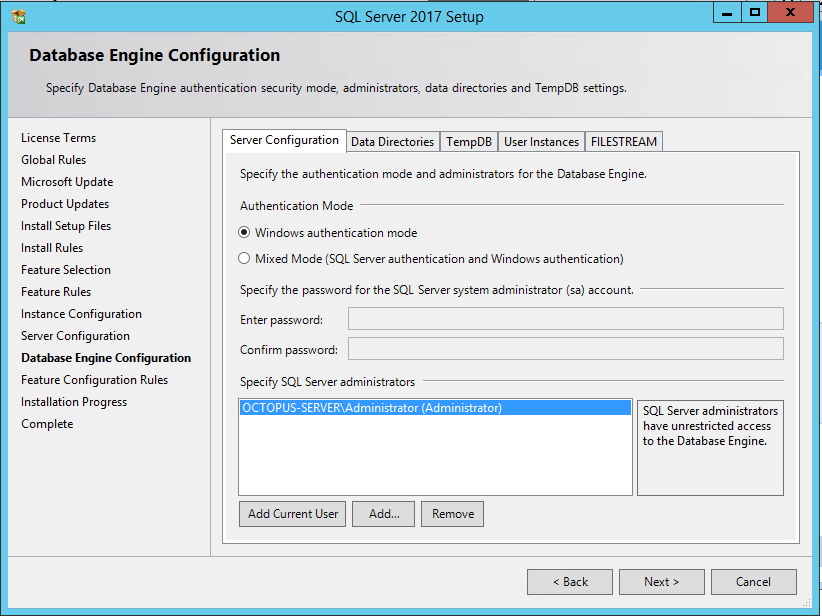 SQL Server 2017 Setup
Database Engine Configuration
Specify Database Engine authentication security mode, administrators, data directories and TempDB settings.
License Terms
Global Rules
Microsoft Update
Product Updates
Install Setup Files
Install Rules
Feature Selection
Feature Rules
Instance Configuration
Server Configuration
Database Engine Configuration
Feature Configuration Rules
Installation Progress
Complete
Server Configuration
Data Directories
TempDB
User Instances
FILESTREAM
Specify the authentication mode and administrators for the Database Engine.
Authentication Mode
Windows authentication mode
Mixed Mode (SQL Server authentication and Windows authentication)
Specify the password for the SQL Server system administrator (sa) account.
Enter password:
Confirm password:
Specify SQL Server administrators
OCTOPUS-SERVER\Administrator (Administrator)
SQL Server administrators
have unrestricted access
to the Database Engine.
Add Current User
Add...
Remove
< Back
Next >
Cancel